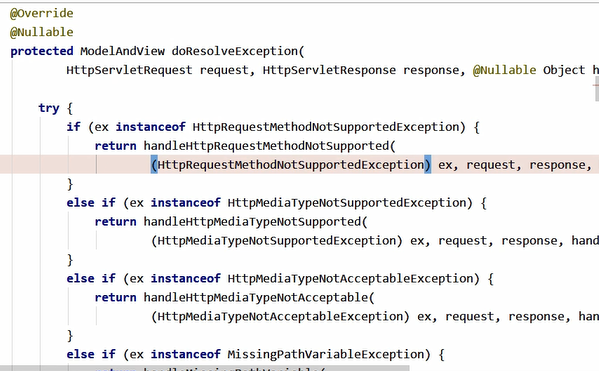 @Override
@Nullable
protected ModelAndView doResolveException(
HttpServletRequest request, HttpServletResponse response, @Nullable Object h
try {
if (ex instanceof HttpRequestMethodNotSupportedException) {
return handleHttpRequestMethodNotSupported(
(HttpRequestMethodNotSupportedException) ex, request, response,
}
else if (ex instanceof HttpMediaTypeNotSupportedException) {
return handleHttpMediaTypeNotSupported(
(HttpMediaTypeNotSupportedException) ex, request, response, hand
}
else if (ex instanceof HttpMediaTypeNotAcceptableException) {
return handleHttpMediaTypeNotAcceptable(
(HttpMediaTypeNotAcceptableException) ex, request, response, han
}
else if (ex instanceof MissingPathVariableException) {
return handleMissingPathVariable(